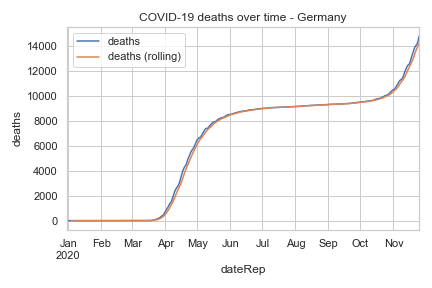 COVID-19 deaths over time - Germany
deaths
deaths (rolling)
14000
12000
10000
8000
6000
4000
2000
0
deaths
Jan Feb Mar Apr May Jun Jul Aug Sep Oct Nov
2020
dateRep